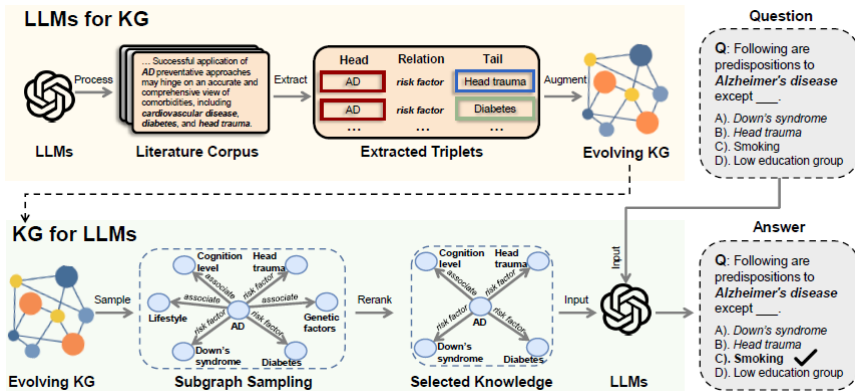 LLMs for KG
Process
LLMs
... Successful application of
AD preventative approaches
may hinge on an accurate and
comprehensive view of
comorbidities, including
cardiovascular disease,
diabetes, and head trauma.
Literature Corpus
Extract
Head Relation Tail
AD risk factor Head trauma
AD risk factor Diabetes
... ... ...
Extracted Triplets
Augment
Evolving KG
Question
Q: Following are
predispositions to
Alzheimer's disease
except ___.
A). Down's syndrome
B). Head trauma
C). Smoking
D). Low education group
KG for LLMs
Evolving KG
Sample
Cognition
level
Head
trauma
associate
risk factor
Lifestyle
associate
associate
Genetic
factors
AD
risk factor
risk factor
Down's
syndrome
Diabetes
Subgraph Sampling
Rerank
Cognition
level
Head
trauma
associate
risk factor
AD
risk factor
risk factor
Down's
syndrome
Diabetes
Selected Knowledge
Input
Input
LLMs
Answer
Q: Following are
predispositions to
Alzheimer's disease
except ___.
A). Down's syndrome
B). Head trauma
C). Smoking
D). Low education group